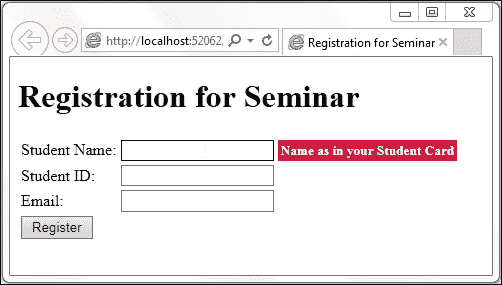 http://localhost:52062, Registration for Seminar
Registration for Seminar
Student Name: Name as in your Student Card
Student ID:
Email:
Register